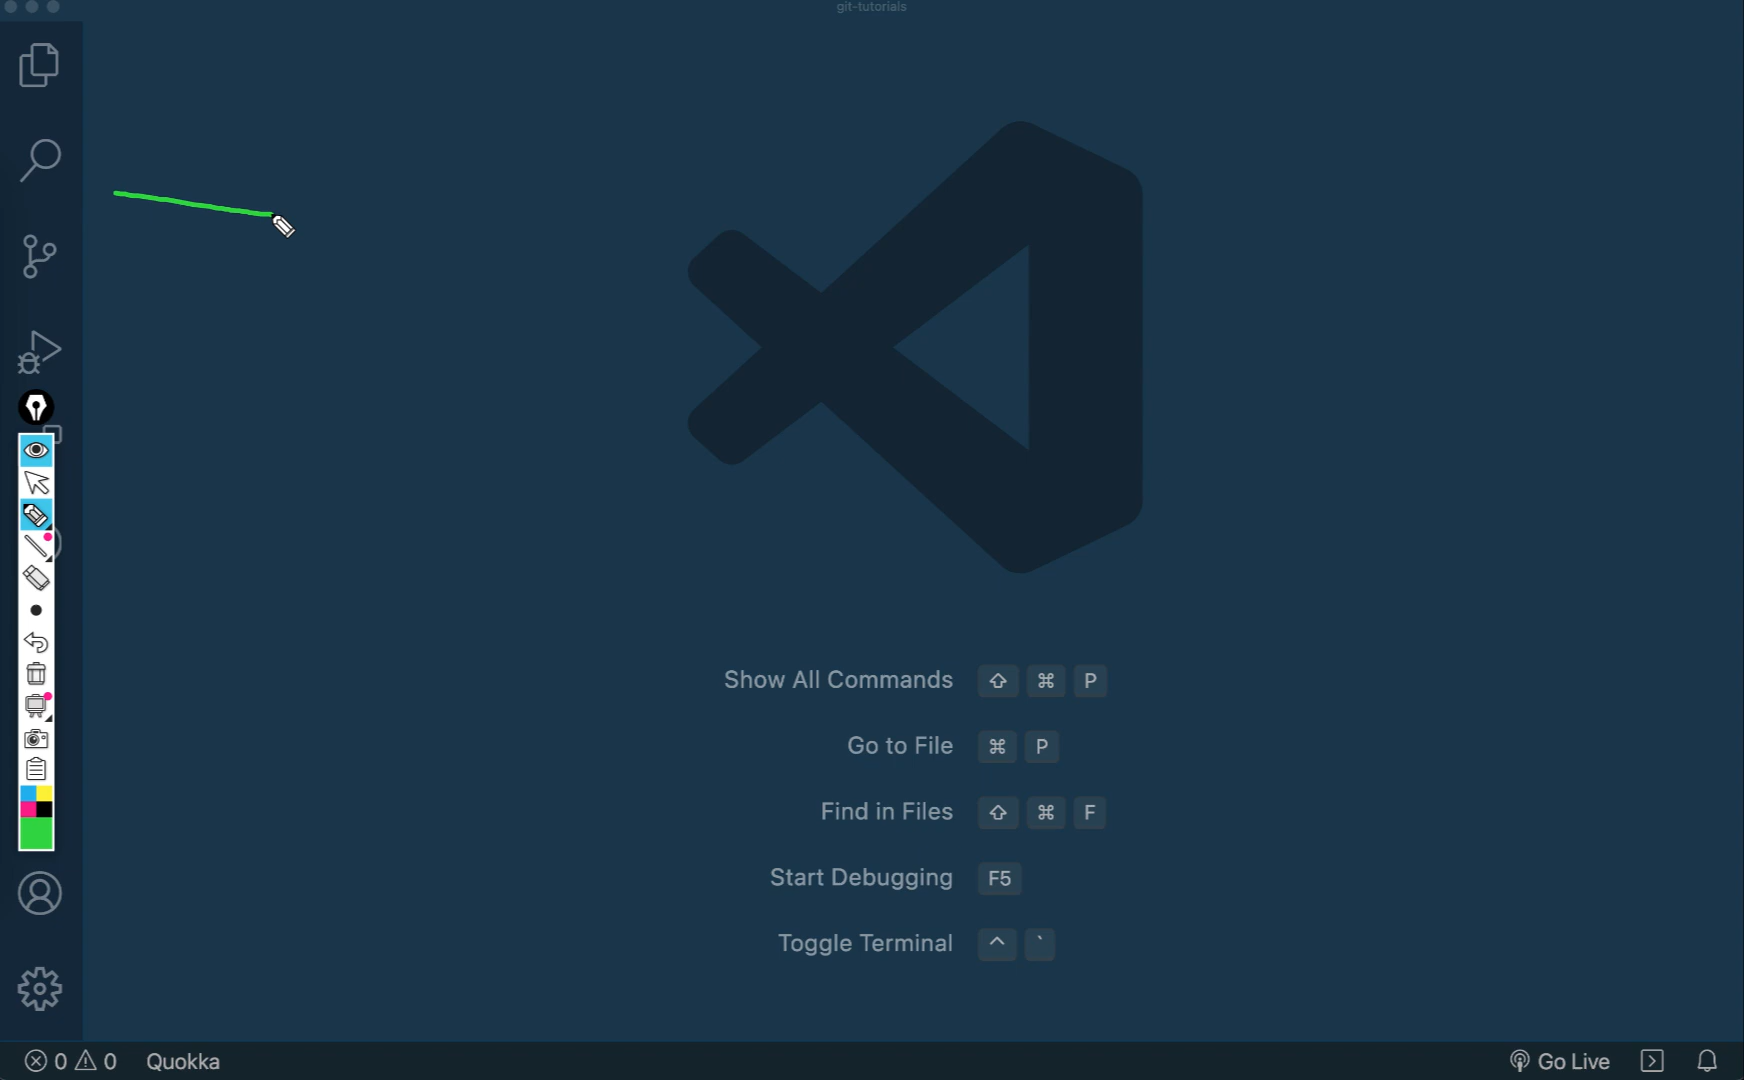 git-tutorials
Show All Commands ⇧ ⌘ P
Go to File ⌘ P
Find in Files ⇧ ⌘ F
Start Debugging F5
Toggle Terminal ^ `
0 0 Quokka Go Live